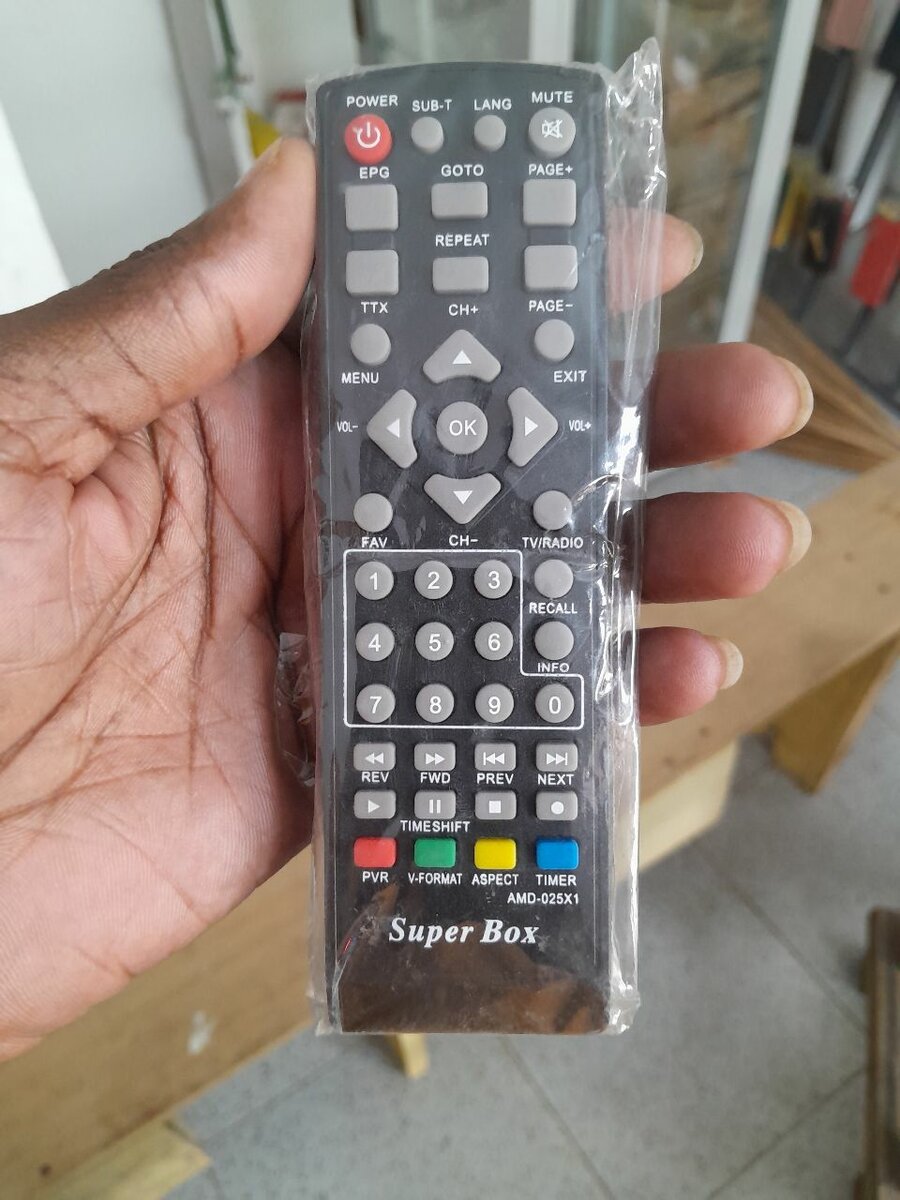 POWER SUB-T LANG MUTE
EPG GOTO PAGE+
REPEAT
TTX CH+ PAGE-
MENU EXIT
VOL- OK VOL+
FAV CH- TV/RADIO
1 2 3
RECALL
4 5 6
INFO
7 8 9 0
REV FWD PREV NEXT
TIMESHIFT
PVR V-FORMAT ASPECT TIMER
AMD-025X1
Super Box